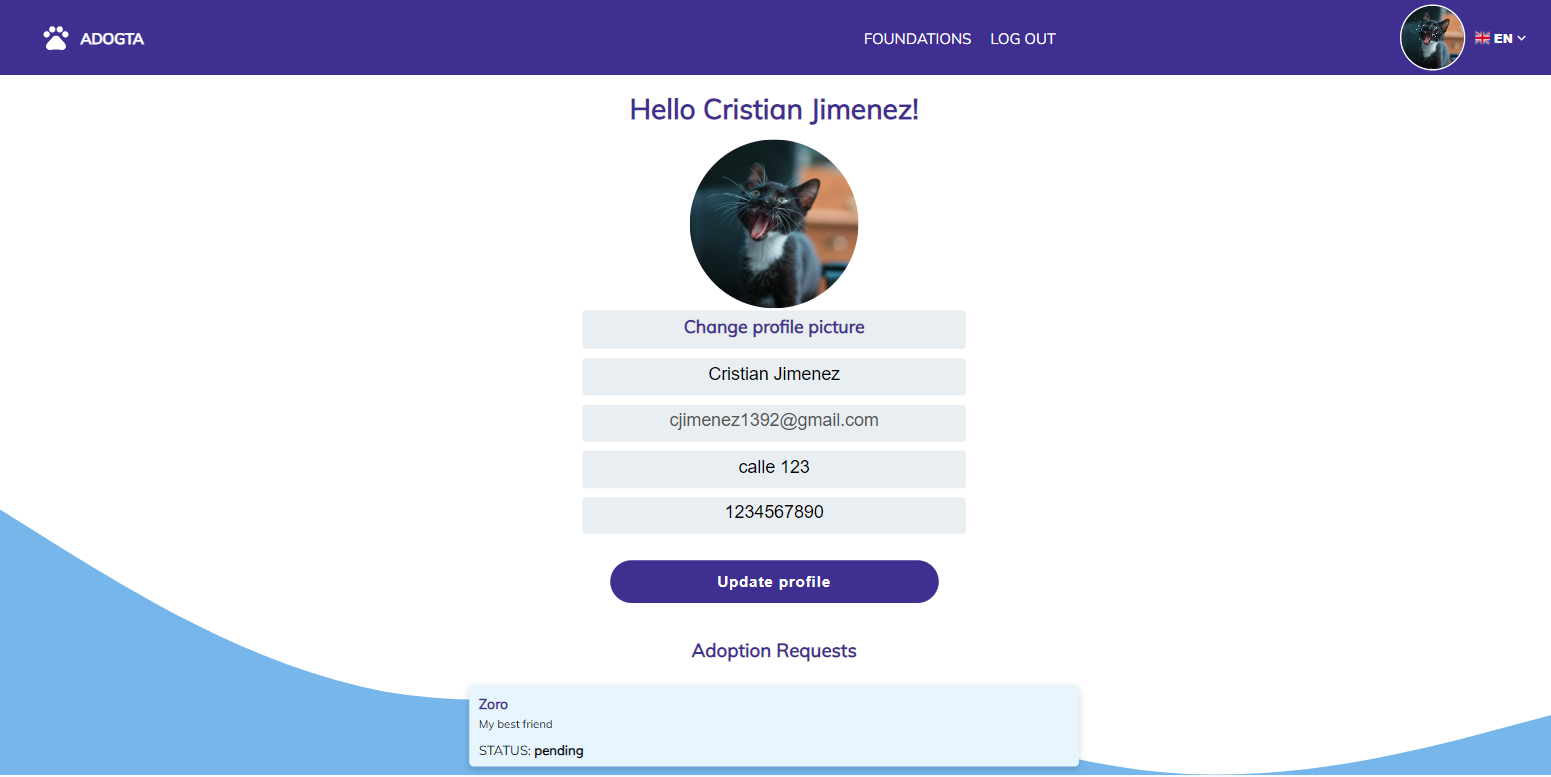 ADOGTA
FOUNDATIONS LOG OUT
EN
Hello Cristian Jimenez!
Change profile picture
Cristian Jimenez
cjimenez1392@gmail.com
calle 123
1234567890
Update profile
Adoption Requests
Zoro
My best friend
STATUS: pending